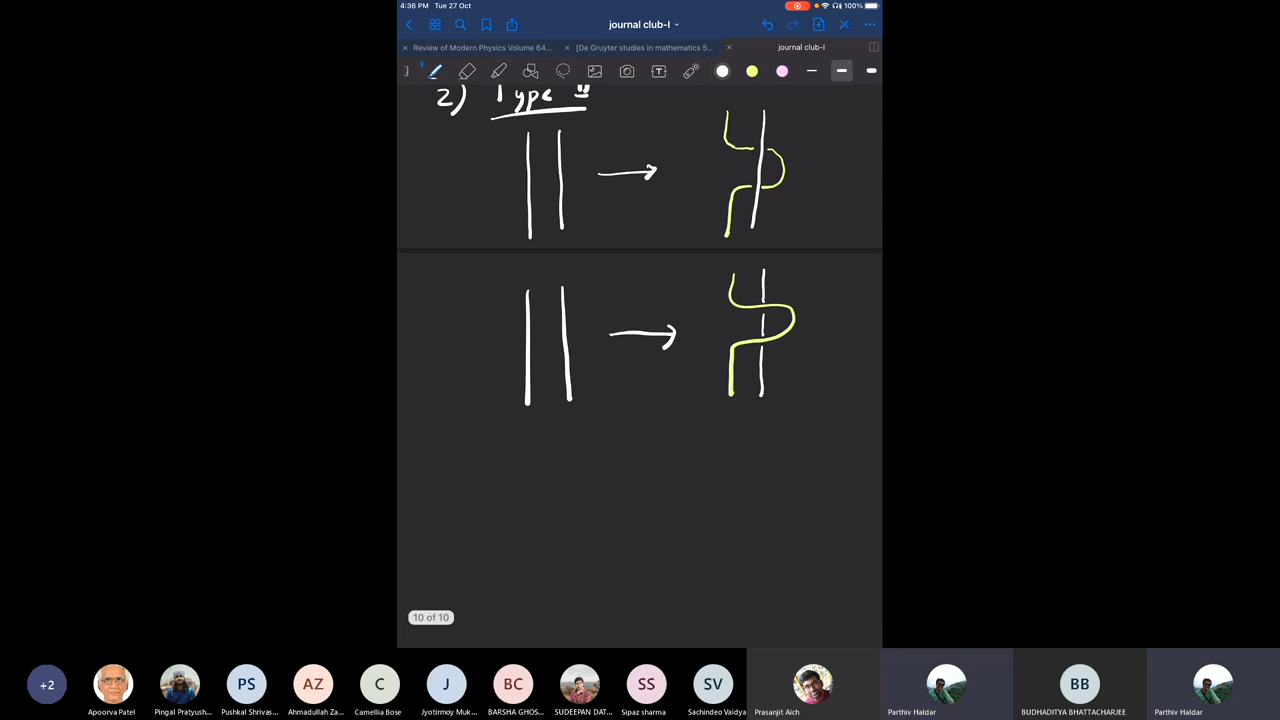 4:36 PM Tue 27 Oct
100%
journal club-I
Review of Modern Physics Volume 64...
[De Gruyter studies in mathematics 5...
journal club-I
2) Type II
10 of 10
+2
PS
AZ
C
J
BC
SS
SV
BB
Apoorva Patel
Pingal Pratyush...
Pushkal Shrivas...
Ahmadullah Za...
Camellia Bose
Jyotirmoy Muk...
BARSHA GHOS...
SUDEEPAN DAT...
Sipaz sharma
Sachindeo Vaidya
Prasanjit Aich
Parthiv Haldar
BUDHADITYA BHATTACHARJEE
Parthiv Haldar